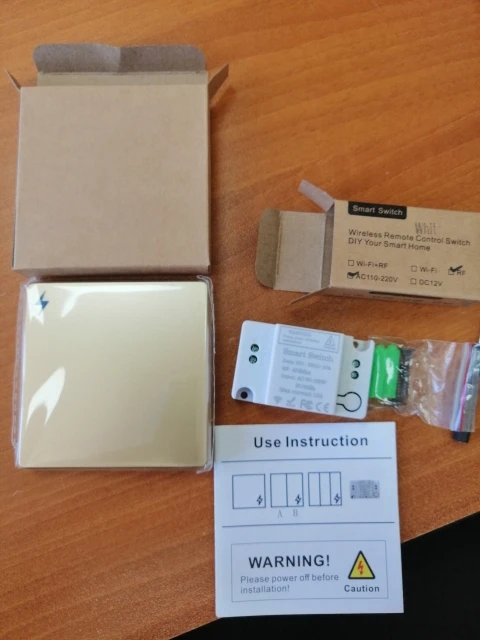 Smart Switch
Wireless Remote Control Switch
DIY Your Smart Home
Wi-Fi+RF
Wi-Fi
RF
AC110-220V
DC12V
Smart Switch
Use Instruction
A B
WARNING!
Please power off before
installation!
Caution